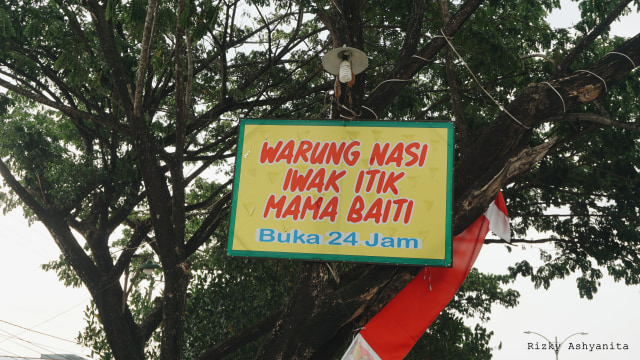 WARUNG NASI
IWAK ITIK
MAMA BAITI
Buka 24 Jam
Rizky Ashyanita